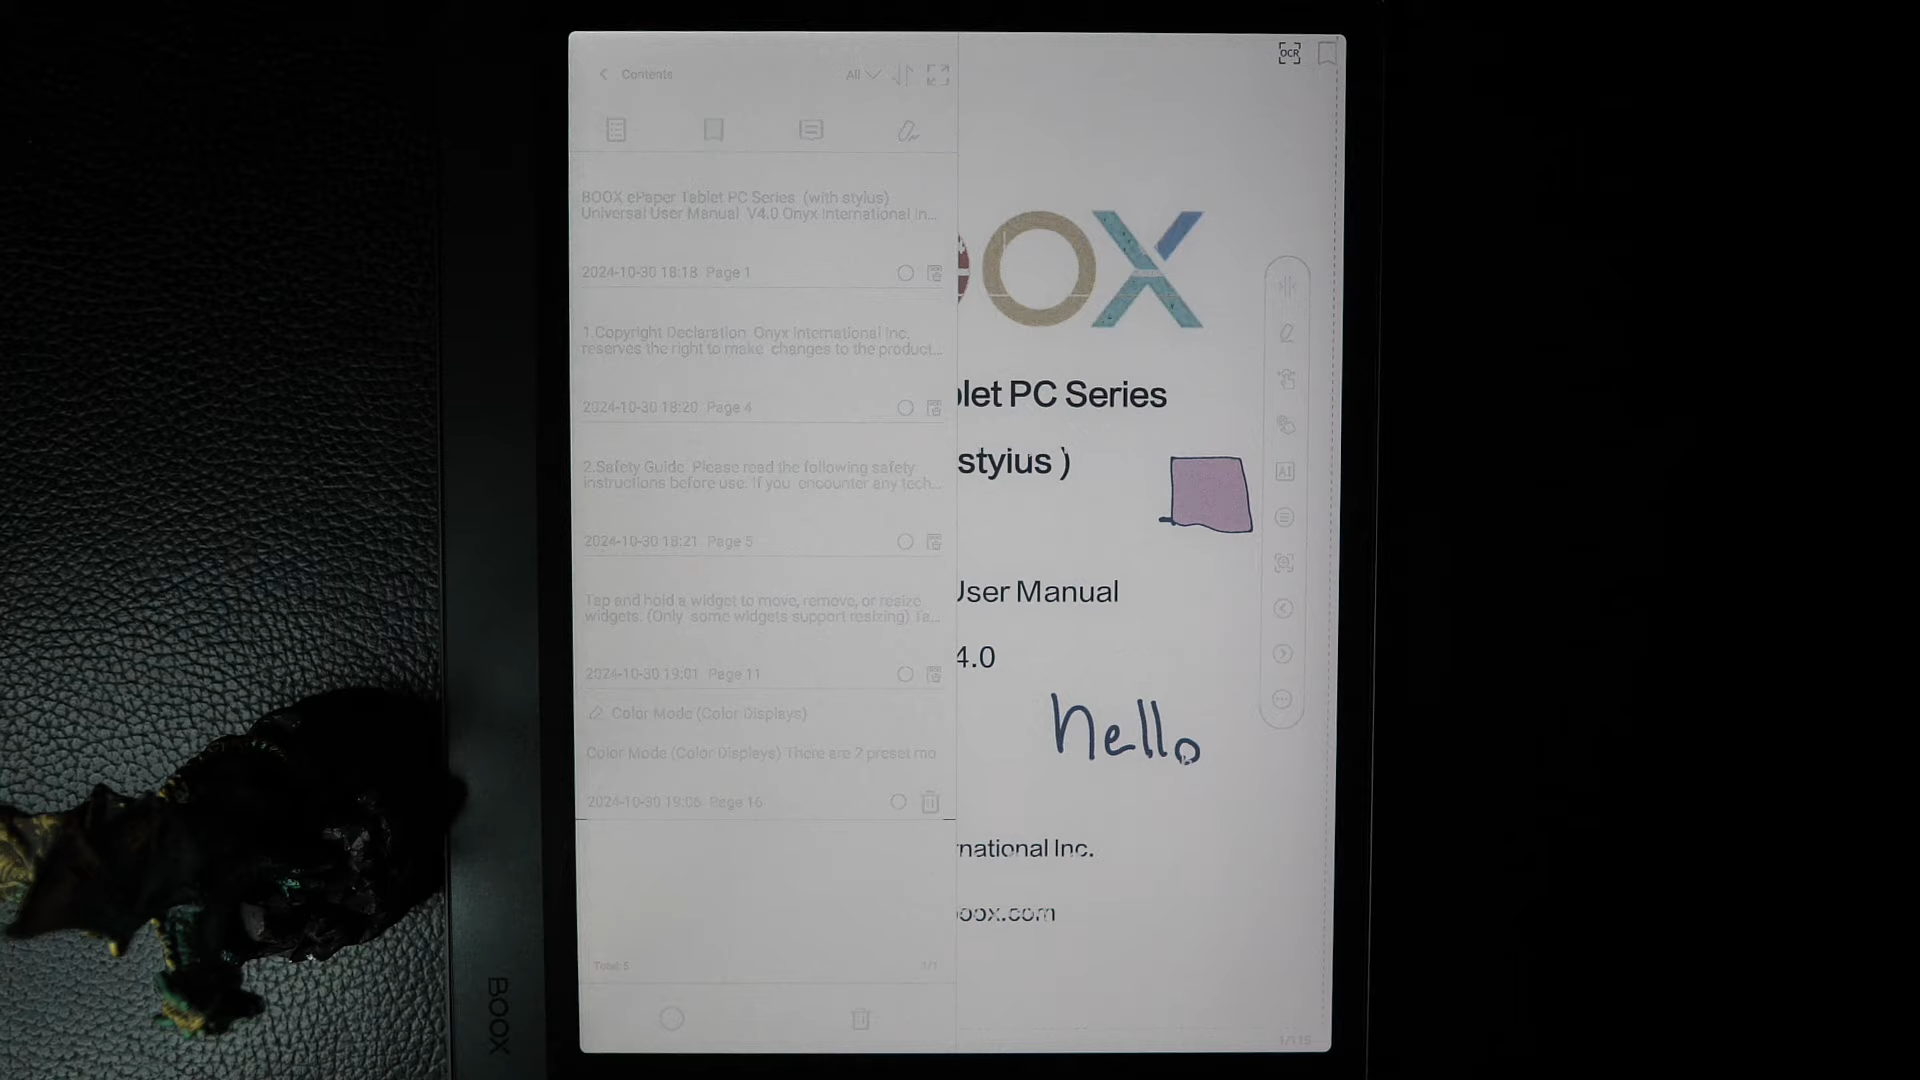 Contents
All
OCR
BOOX ePaper Tablet PC Series (with styius)
Universal User Manual V4.0 Onyx International In...
2024-10-30 18:18 Page 1
1.Copyright Declaration Onyx International Inc.
reserves the right to make changes to the product...
2024-10-30 18:20 Page 4
2.Safety Guide Please read the following safety
instructions before use. If you encounter any tech...
2024-10-30 18:21 Page 5
Tap and hold a widget to move, remove, or resize
widgets. (Only some widgets support resizing) Ta...
2024-10-30 19:01 Page 11
Color Mode (Color Displays)
Color Mode (Color Displays) There are 2 preset mo
2024-10-30 19:06 Page 16
Total: 5
1/1
OOX
let PC Series
styius )
User Manual
4.0
hello
rnational Inc.
boox.com
AI
1/115
BOOX